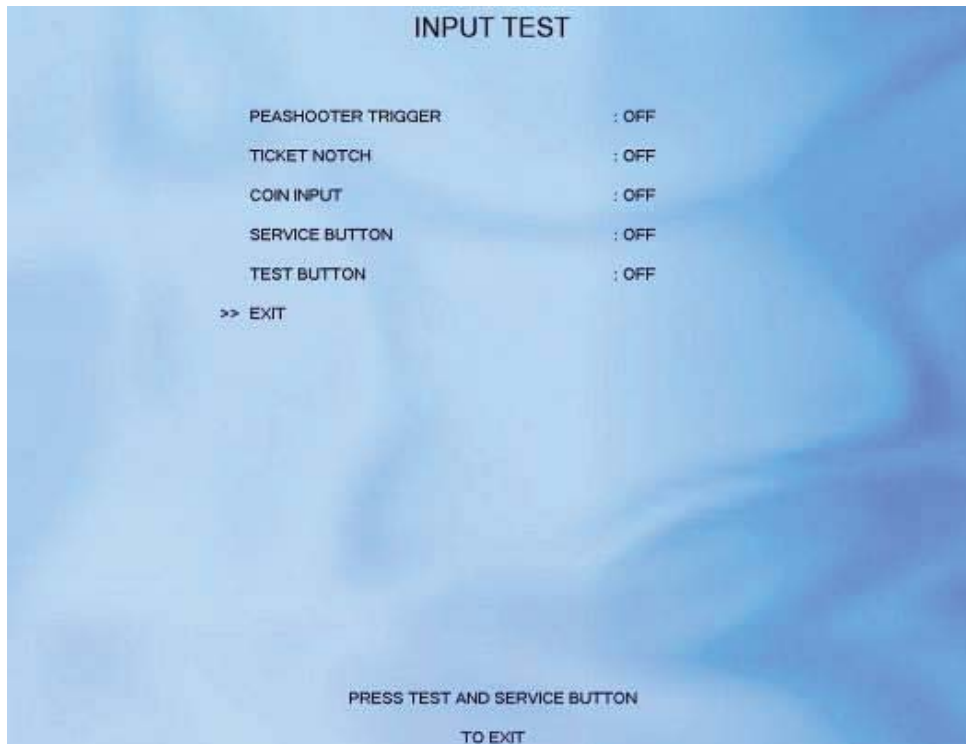 INPUT TEST
PEASHOOTER TRIGGER : OFF
TICKET NOTCH : OFF
COIN INPUT : OFF
SERVICE BUTTON : OFF
TEST BUTTON : OFF
>> EXIT
PRESS TEST AND SERVICE BUTTON
TO EXIT